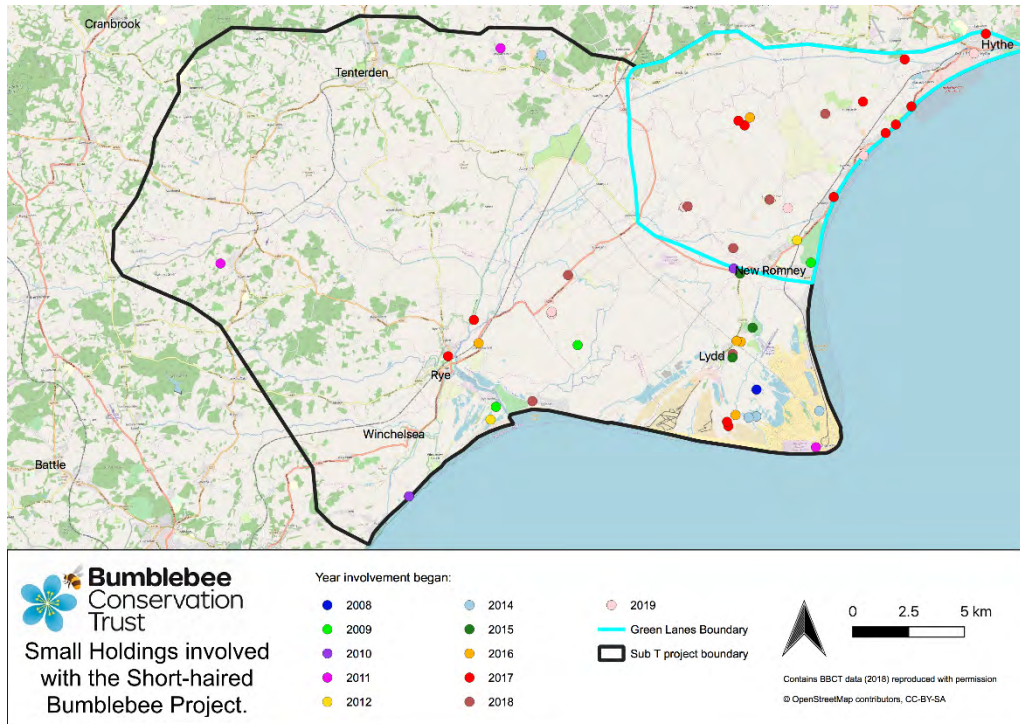 Cranbrook
Hythe
Tenterden
New Romney
Lydd
Rye
Winchelsea
Battle
Bumblebee
Conservation
Trust
Small Holdings involved
with the Short-haired
Bumblebee Project.
Year involvement began:
2008
2009
2010
2011
2012
2014
2015
2016
2017
2018
2019
Green Lanes Boundary
Sub T project boundary
0 2.5 5 km
Contains BBCT data (2018) reproduced with permission
© OpenStreetMap contributors, CC-BY-SA